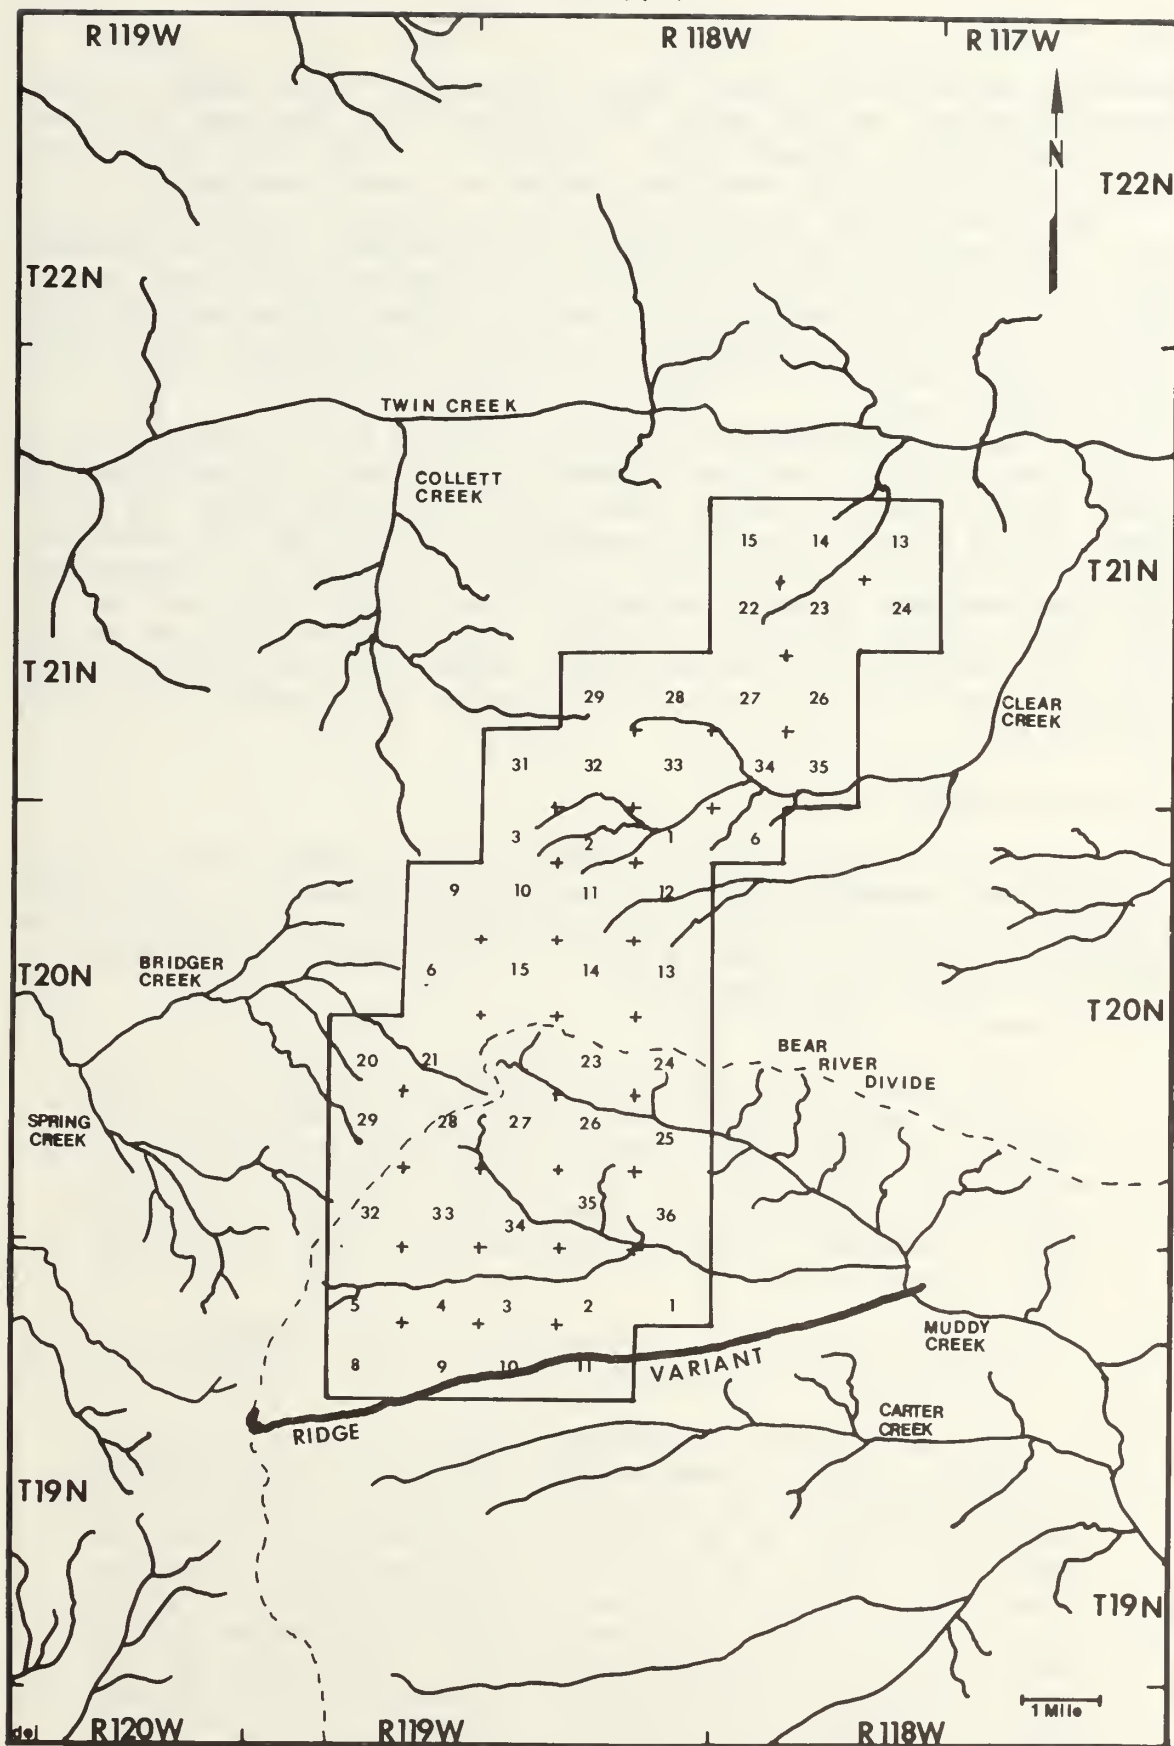 R119W R118W R117W
N
T22N
T22N
TWIN CREEK
COLLETT
CREEK
15 14 13
T21N
22 23 24
T21N
29 28 27 26
CLEAR
CREEK
31 32 33 34 35
3 2 1 6
9 10 11 12
BRIDGER
CREEK
T20N
6 15 14 13
T20N
BEAR
RIVER
DIVIDE
20 21 23 24
SPRING
CREEK
29 28 27 26 25
32 33 34 35 36
5 4 3 2 1
MUDDY
CREEK
8 9 10 11
VARIANT
RIDGE
CARTER
CREEK
T19N
T19N
1 Mile
R120W R119W R118W